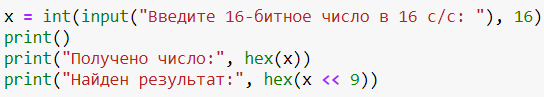 x = int(input("Введите 16-битное число в 16 с/с: "), 16)
print()
print("Получено число:", hex(x))
print("Найден результат:", hex(x << 9))